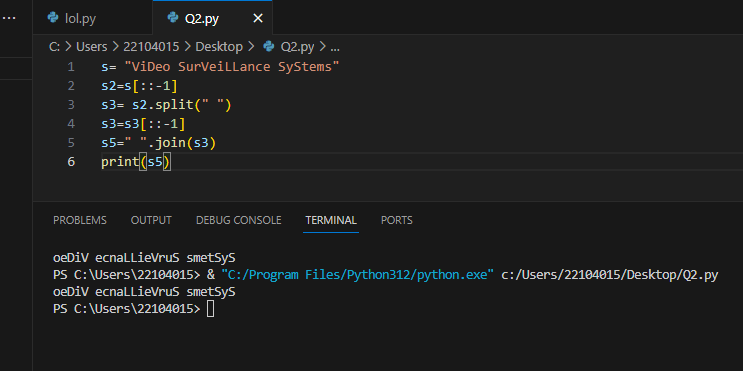 ... lol.py Q2.py ×
C: > Users > 22104015 > Desktop > Q2.py > ...
1 s= "ViDeo SurVeiLLance SyStems"
2 s2=s[::-1]
3 s3= s2.split(" ")
4 s3=s3[::-1]
5 s5=" ".join(s3)
6 print(s5)
PROBLEMS OUTPUT DEBUG CONSOLE TERMINAL PORTS
oeDiV ecnaLLieVruS smetSyS
PS C:\Users\22104015> & "C:/Program Files/Python312/python.exe" c:/Users/22104015/Desktop/Q2.py
oeDiV ecnaLLieVruS smetSyS
PS C:\Users\22104015>